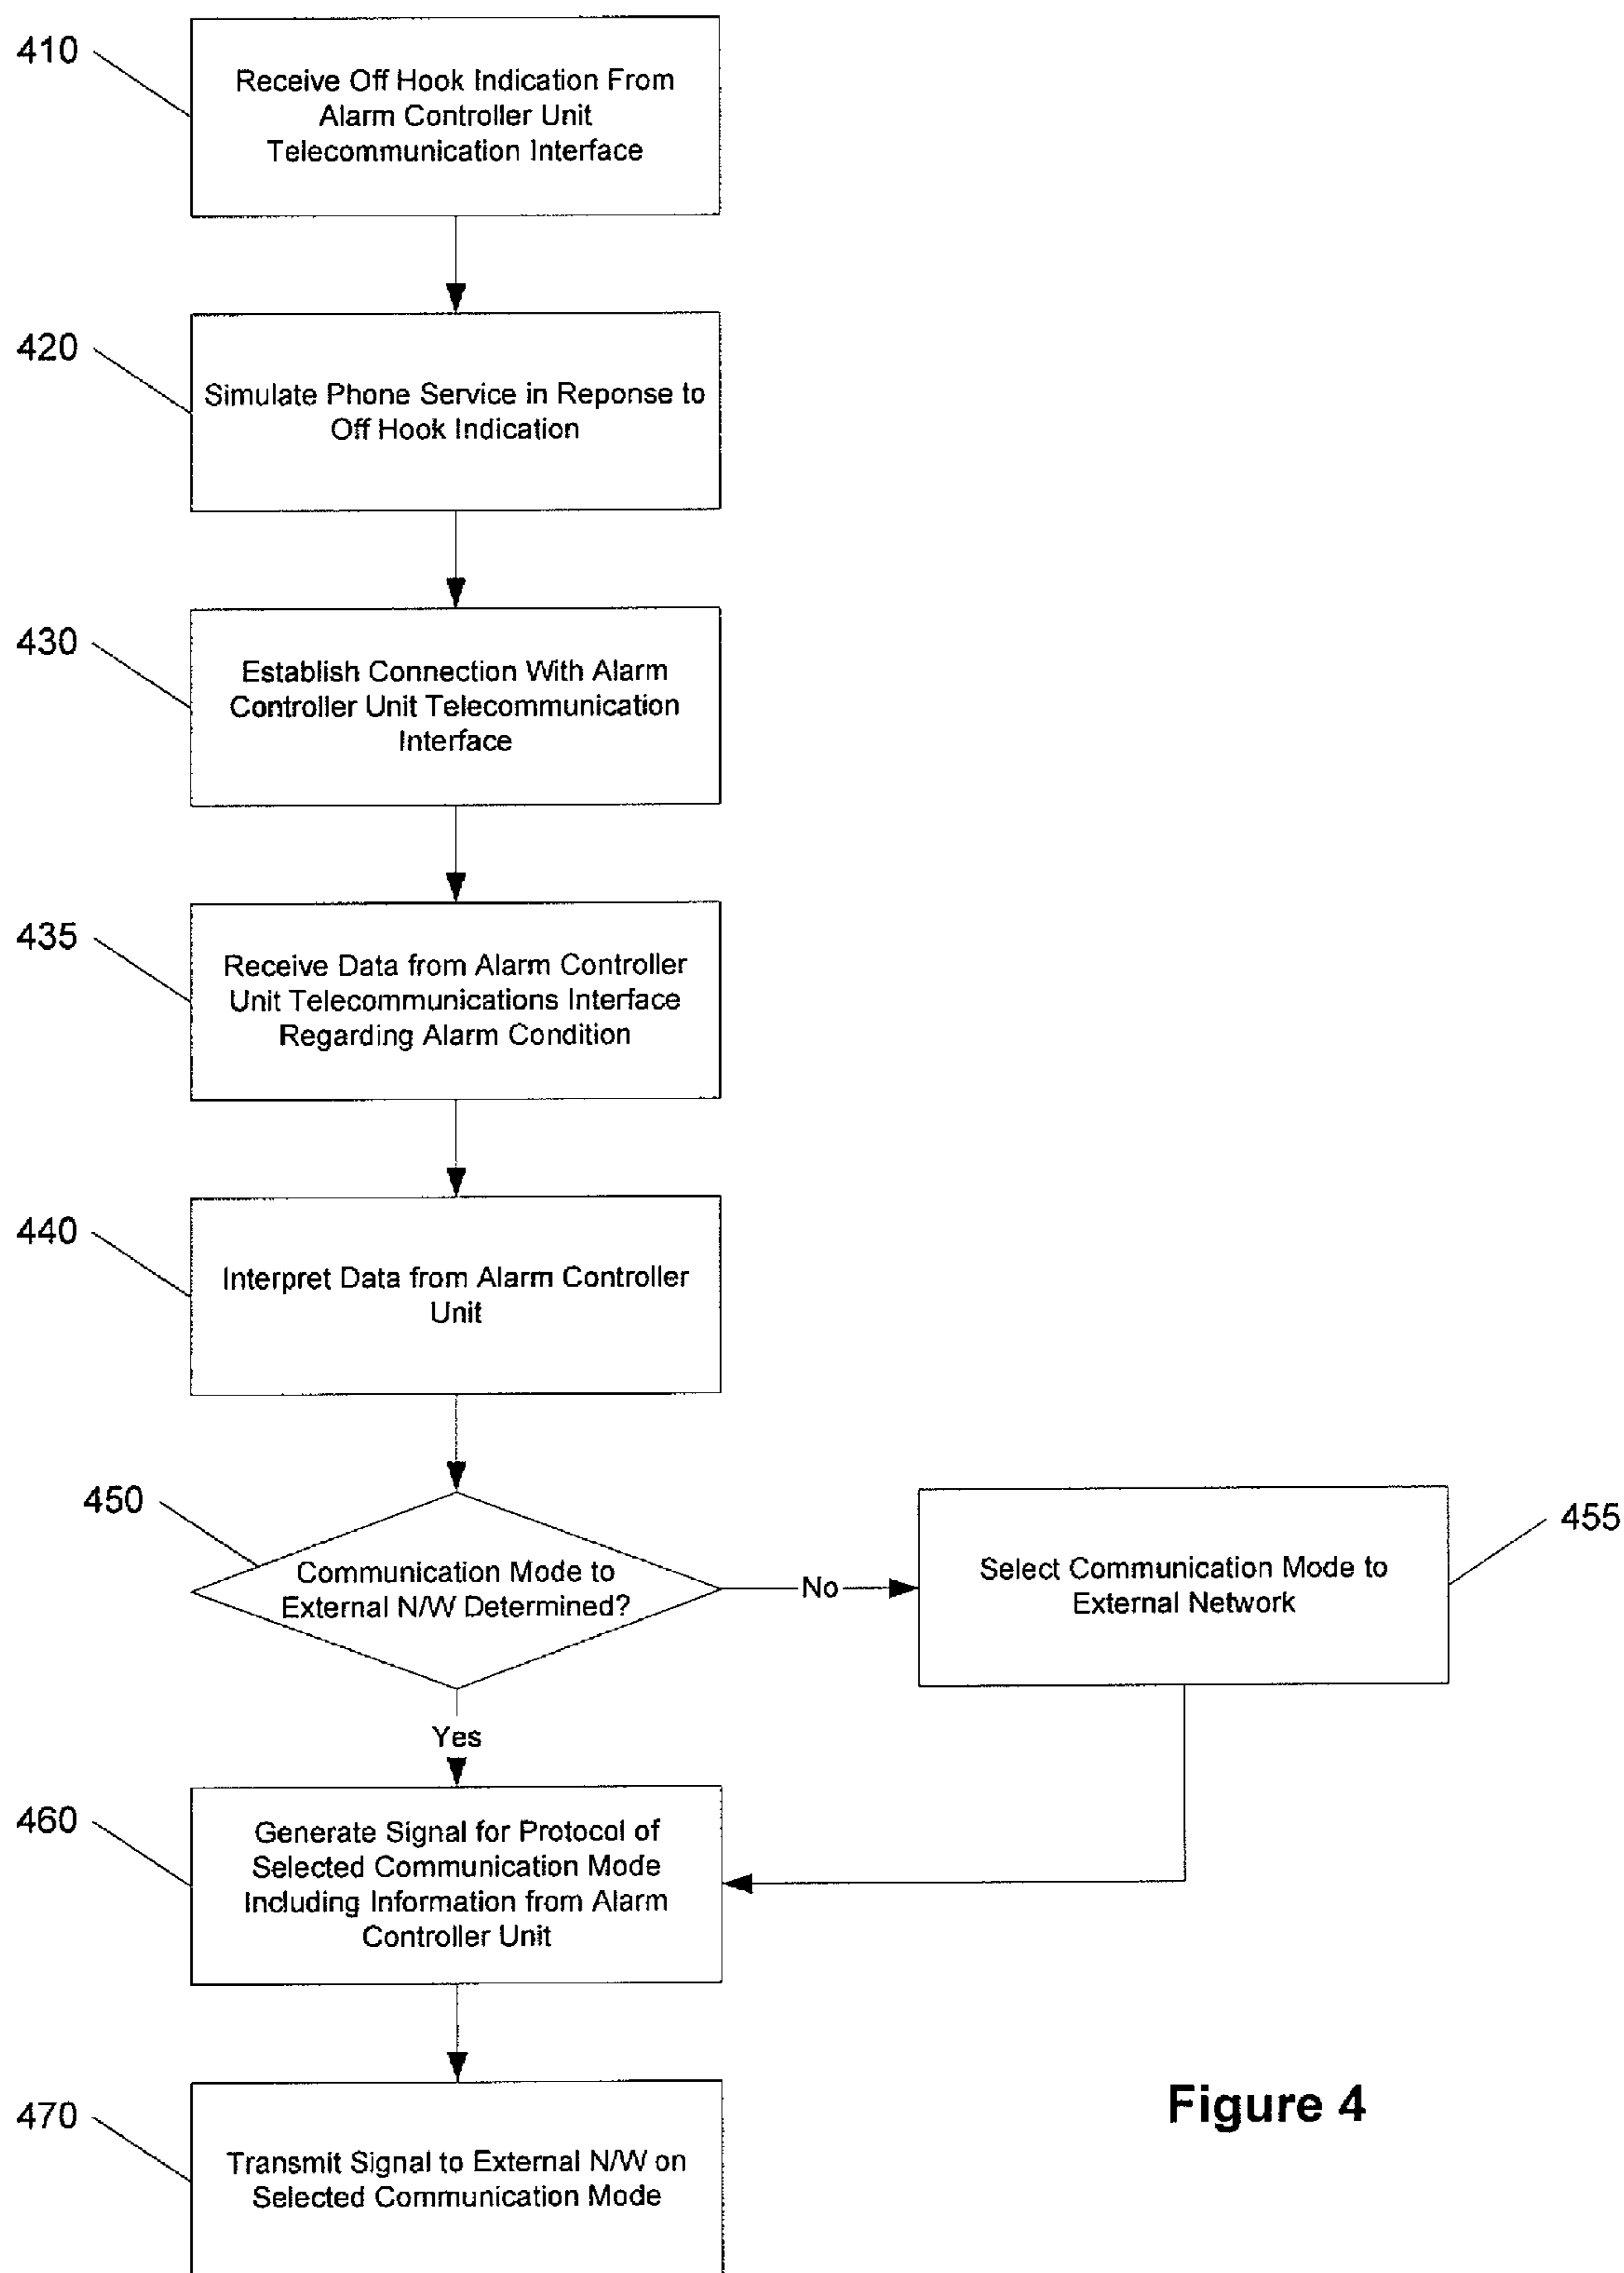 410
Receive Off Hook Indication From
Alarm Controller Unit
Telecommunication Interface
420
Simulate Phone Service in Reponse to
Off Hook Indication
430
Establish Connection With Alarm
Controller Unit Telecommunication
Interface
435
Receive Data from Alarm Controller
Unit Telecommunications Interface
Regarding Alarm Condition
440
Interpret Data from Alarm Controller
Unit
450
Communication Mode to
External N/W Determined?
No
Select Communication Mode to
External Network
455
Yes
460
Generate Signal for Protocol of
Selected Communication Mode
Including Information from Alarm
Controller Unit
470
Transmit Signal to External N/W on
Selected Communication Mode
Figure 4